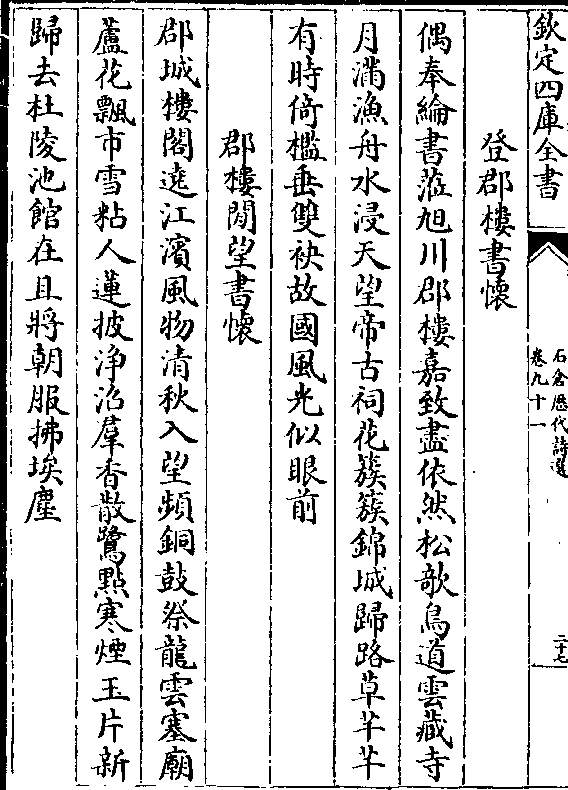 欽定四庫全書
石倉歷代詩選
卷九十一
二十七
登郡樓書懷
偶奉綸書蒞旭川郡樓嘉致盡依然松欹鳥道雲藏寺
月滿漁舟水浸天望帝古祠花簇簇錦城歸路草芊芊
有時倚檻垂雙袂故國風光似眼前
郡樓閒望書懷
郡城樓閣遶江濱風物清秋入望頻銅鼓祭龍雲塞廟
蘆花飄市雪粘人蓮披净沼羣香散鷺點寒煙玉片新
歸去杜陵池館在且將朝服拂埃塵